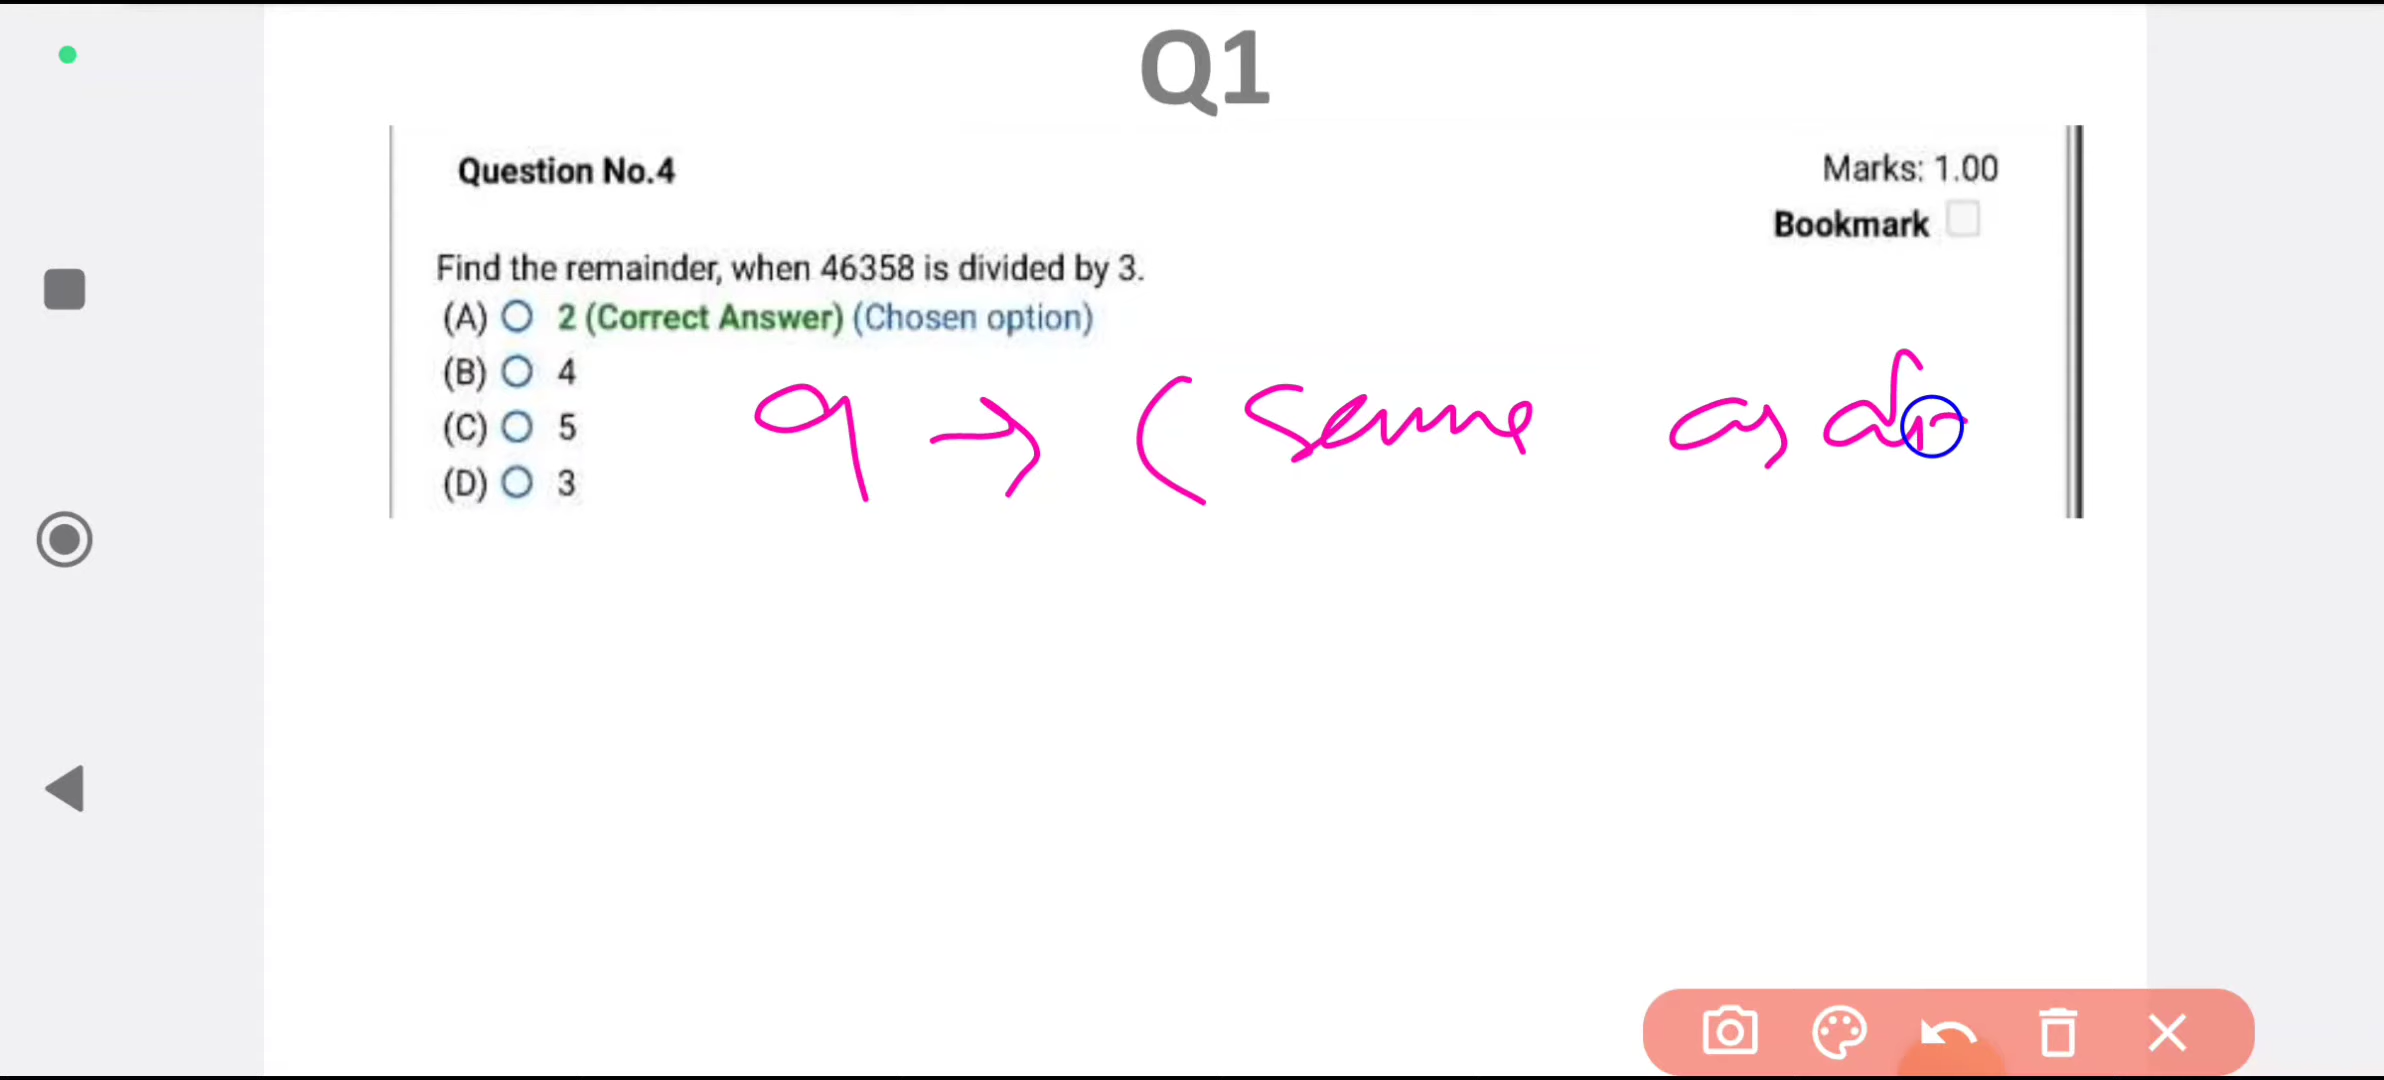 Q1
Question No.4
Marks: 1.00
Bookmark
Find the remainder, when 46358 is divided by 3.
(A) 2 (Correct Answer) (Chosen option)
(B) 4
(C) 5
(D) 3
9 → ( same as